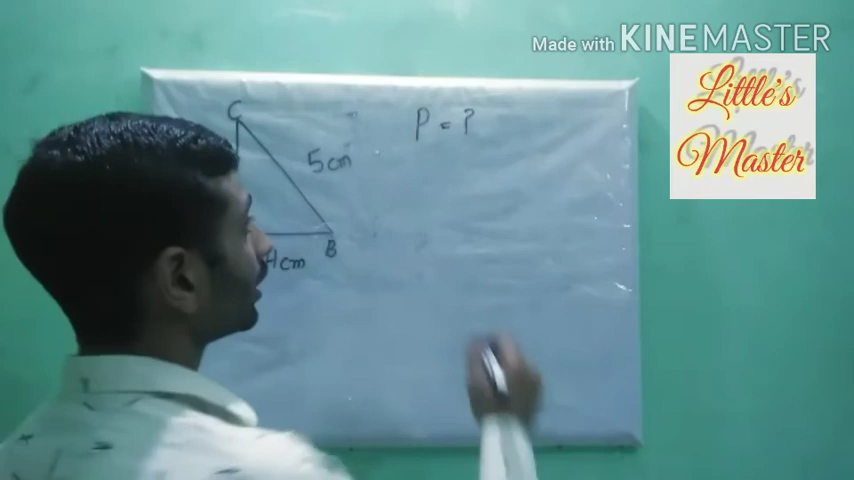 Made with KINEMASTER
Little's
Master
C
P = ?
5cm
B
4cm